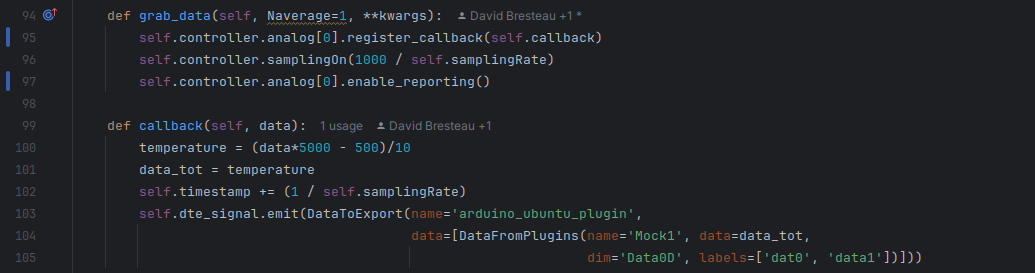 94 def grab_data(self, Naverage=1, **kwargs): David Bresteau +1 *
95 self.controller.analog[0].register_callback(self.callback)
96 self.controller.samplingOn(1000 / self.samplingRate)
97 self.controller.analog[0].enable_reporting()
98
99 def callback(self, data): 1 usage David Bresteau +1
100 temperature = (data*5000 - 500)/10
101 data_tot = temperature
102 self.timestamp += (1 / self.samplingRate)
103 self.dte_signal.emit(DataToExport(name='arduino_ubuntu_plugin',
104 data=[DataFromPlugins(name='Mock1', data=data_tot,
105 dim='Data0D', labels=['dat0', 'data1'])]))